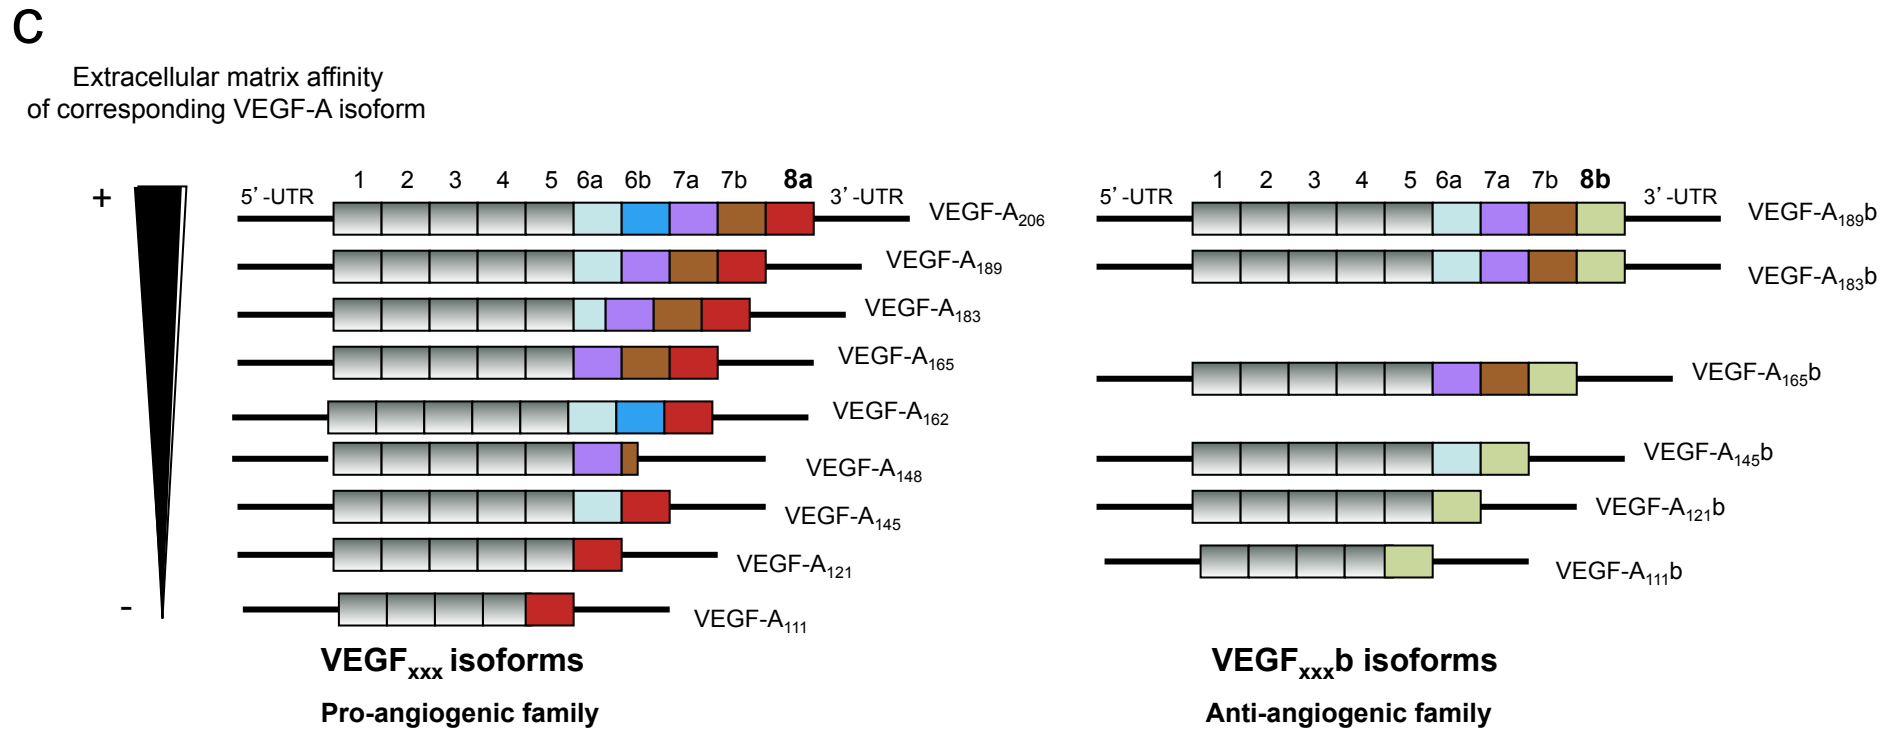 C
Extracellular matrix affinity
of corresponding VEGF-A isoform
+
-
5’-UTR 1 2 3 4 5 6a 6b 7a 7b 8a 3’-UTR VEGF-A206
VEGF-A189
VEGF-A183
VEGF-A165
VEGF-A162
VEGF-A148
VEGF-A145
VEGF-A121
VEGF-A111
VEGFxxx isoforms
Pro-angiogenic family
5’-UTR 1 2 3 4 5 6a 7a 7b 8b 3’-UTR VEGF-A189b
VEGF-A183b
VEGF-A165b
VEGF-A145b
VEGF-A121b
VEGF-A111b
VEGFxxxb isoforms
Anti-angiogenic family